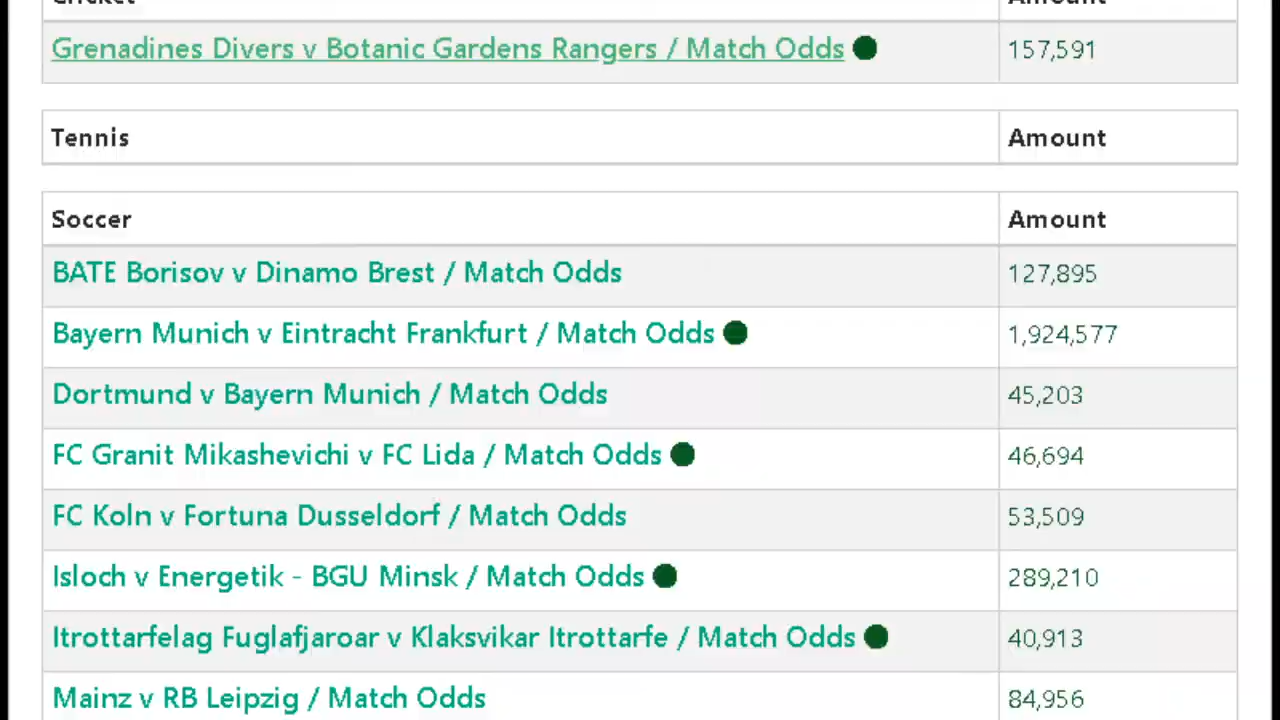 Cricket Amount
Grenadines Divers v Botanic Gardens Rangers / Match Odds 157,591
Tennis Amount
Soccer Amount
BATE Borisov v Dinamo Brest / Match Odds 127,895
Bayern Munich v Eintracht Frankfurt / Match Odds 1,924,577
Dortmund v Bayern Munich / Match Odds 45,203
FC Granit Mikashevichi v FC Lida / Match Odds 46,694
FC Koln v Fortuna Dusseldorf / Match Odds 53,509
Isloch v Energetik - BGU Minsk / Match Odds 289,210
Itrottarfelag Fuglafjaroar v Klaksvikar Itrottarfe / Match Odds 40,913
Mainz v RB Leipzig / Match Odds 84,956